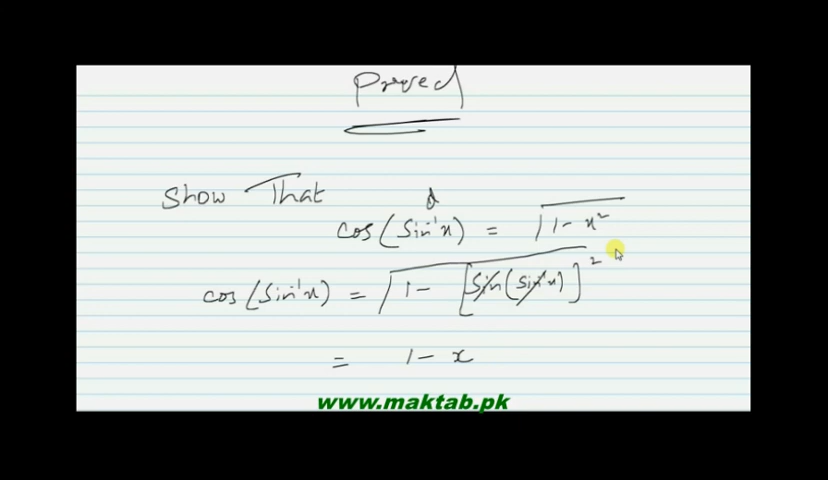 Proved
Show That
α
cos(sin⁻¹x) = √1-x²
cos(sin⁻¹x) = √1- [sin(sin⁻¹x)]²
= 1- x
www.maktab.pk